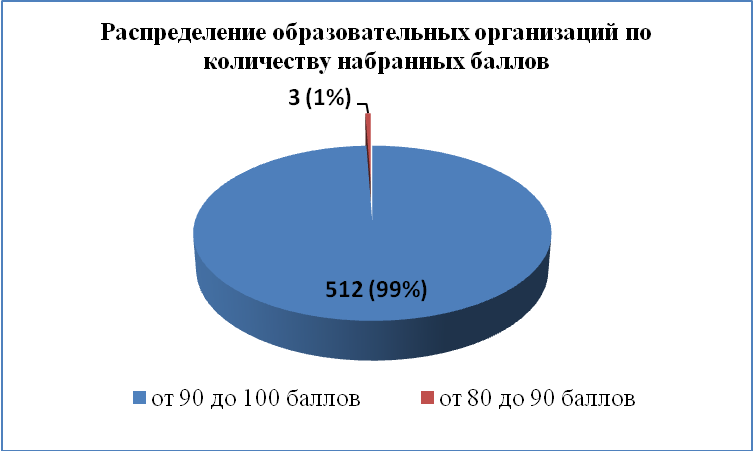 Распределение образовательных организаций по
количеству набранных баллов
3 (1%)
512 (99%)
от 90 до 100 баллов
от 80 до 90 баллов